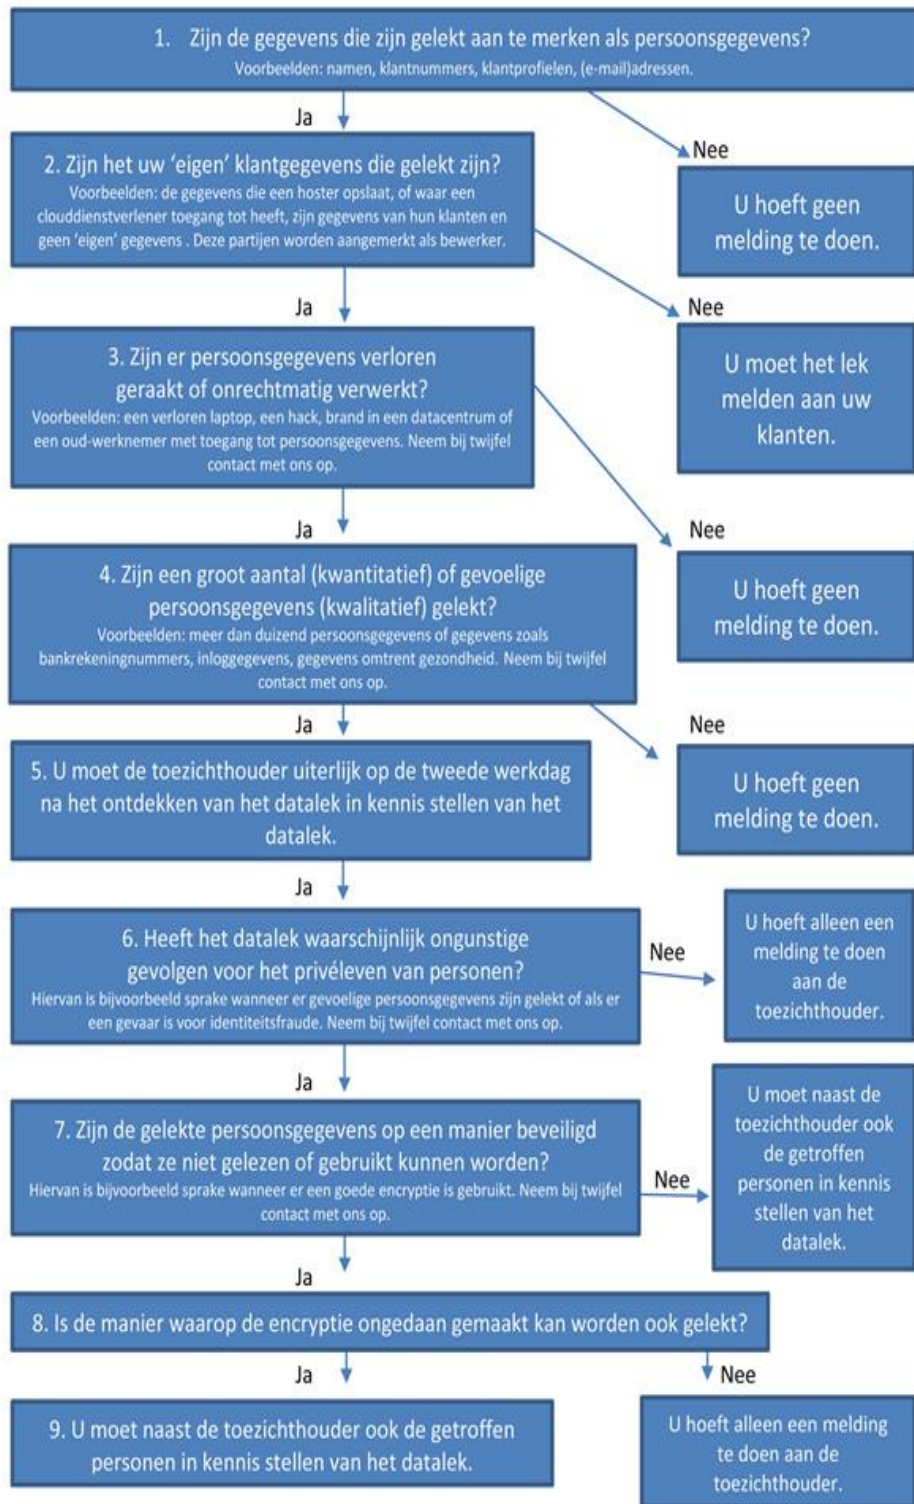 1. Zijn de gegevens die zijn gelekt aan te merken als persoonsgegevens?
Voorbeelden: namen, klantnummers, klantprofielen, (e-mail)adressen.
Ja
Nee
2. Zijn het uw ‘eigen’ klantgegevens die gelekt zijn?
Voorbeelden: de gegevens die een hoster opslaat, of waar een
clouddienstverlener toegang tot heeft, zijn gegevens van hun klanten en
geen ‘eigen’ gegevens . Deze partijen worden aangemerkt als bewerker.
U hoeft geen
melding te doen.
Ja
Nee
3. Zijn er persoonsgegevens verloren
geraakt of onrechtmatig verwerkt?
Voorbeelden: een verloren laptop, een hack, brand in een datacentrum of
een oud-werknemer met toegang tot persoonsgegevens. Neem bij twijfel
contact met ons op.
U moet het lek
melden aan uw
klanten.
Ja
Nee
4. Zijn een groot aantal (kwantitatief) of gevoelige
persoonsgegevens (kwalitatief) gelekt?
Voorbeelden: meer dan duizend persoonsgegevens of gegevens zoals
bankrekeningnummers, inloggegevens, gegevens omtrent gezondheid. Neem bij twijfel
contact met ons op.
U hoeft geen
melding te doen.
Ja
Nee
5. U moet de toezichthouder uiterlijk op de tweede werkdag
na het ontdekken van het datalek in kennis stellen van het
datalek.
U hoeft geen
melding te doen.
Ja
6. Heeft het datalek waarschijnlijk ongunstige
gevolgen voor het privéleven van personen?
Hiervan is bijvoorbeeld sprake wanneer er gevoelige persoonsgegevens zijn gelekt of als er
een gevaar is voor identiteitsfraude. Neem bij twijfel contact met ons op.
Nee
U hoeft alleen een
melding te doen
aan de
toezichthouder.
Ja
7. Zijn de gelekte persoonsgegevens op een manier beveiligd
zodat ze niet gelezen of gebruikt kunnen worden?
Hiervan is bijvoorbeeld sprake wanneer er een goede encryptie is gebruikt. Neem bij twijfel
contact met ons op.
Nee
U moet naast de
toezichthouder ook
de getroffen
personen in kennis
stellen van het
datalek.
Ja
8. Is de manier waarop de encryptie ongedaan gemaakt kan worden ook gelekt?
Ja
Nee
9. U moet naast de toezichthouder ook de getroffen
personen in kennis stellen van het datalek.
U hoeft alleen een melding
te doen aan de
toezichthouder.